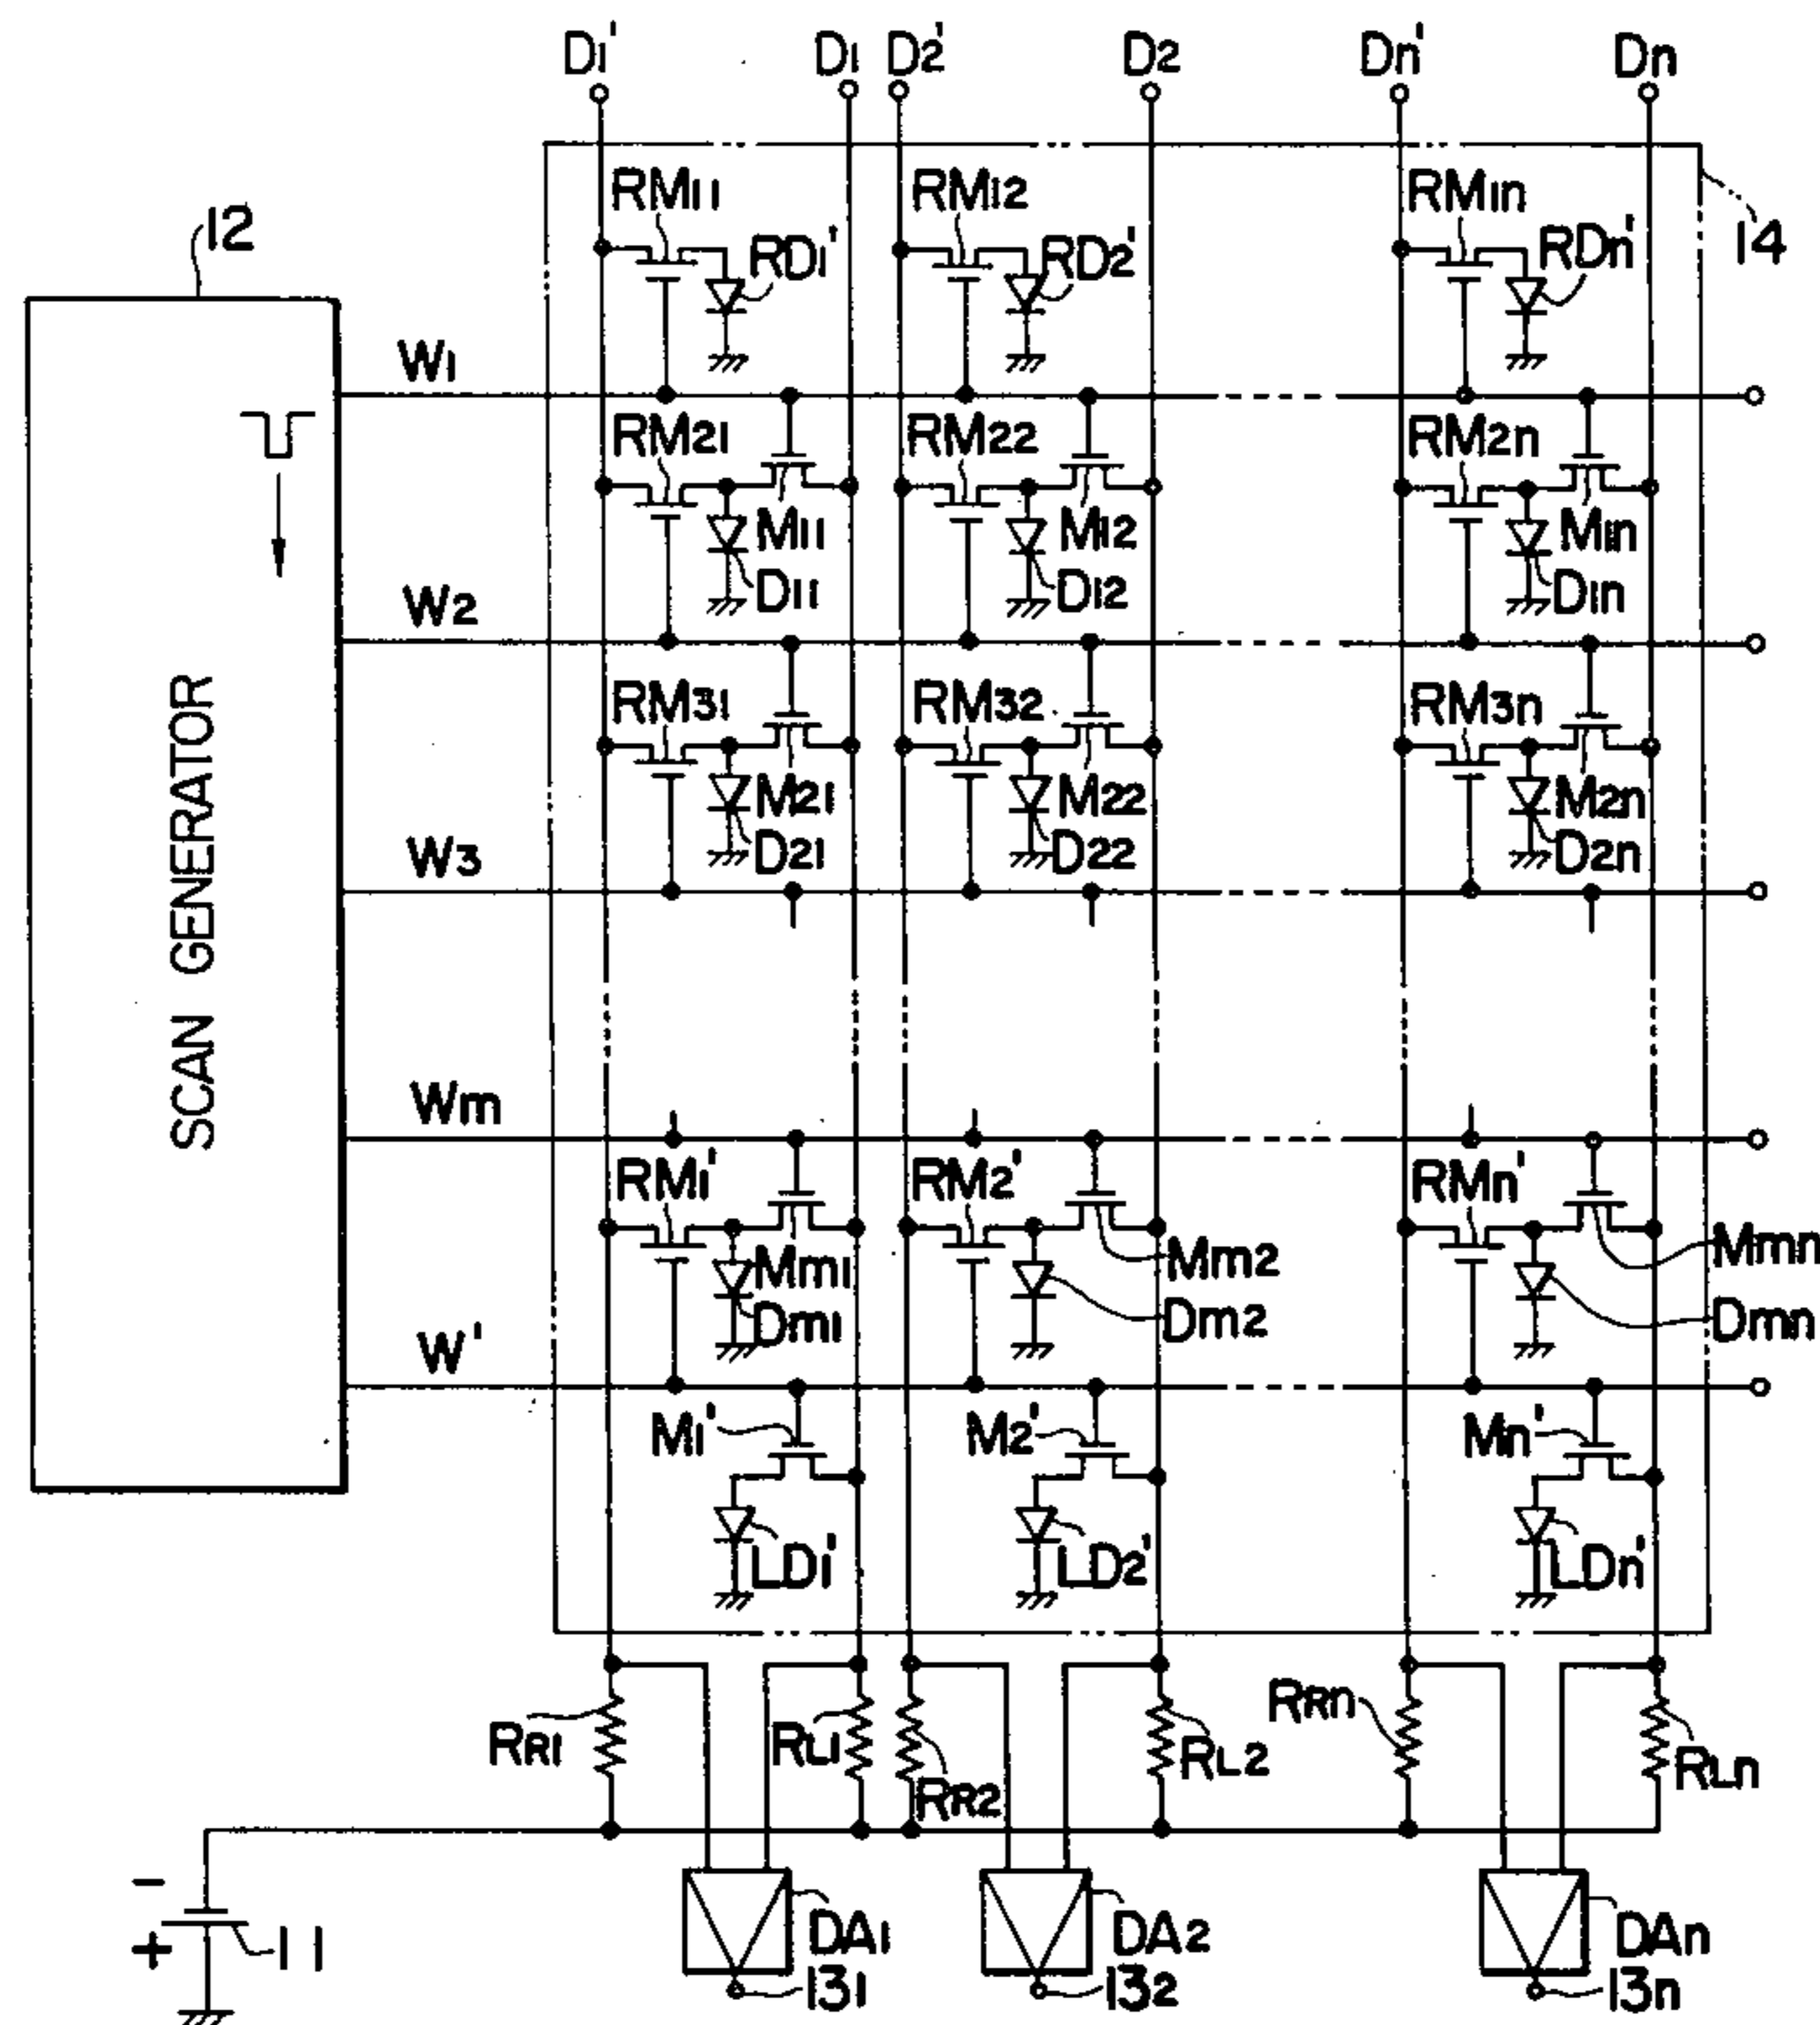 D1' D1 D2' D2 Dn' Dn
RM11 RM12 RM1n
12 RD1' RD2' RDn' 14
W1
RM21 RM22 RM2n
M11 M12 M1n
D11 D12 D1n
W2
SCAN GENERATOR
RM31 RM32 RM3n
M21 M22 M2n
W3 D21 D22 D2n
Wm
RM1' RM2' RMn'
Mm1 Mm2 Mmn
Dm1 Dm2 Dmn
W'
M1' M2' Mn'
LD1' LD2' LDn'
RR1 RL1 RR2 RL2 RRn RLn
-
+ 11 DA1 DA2 DAn
131 132 13n